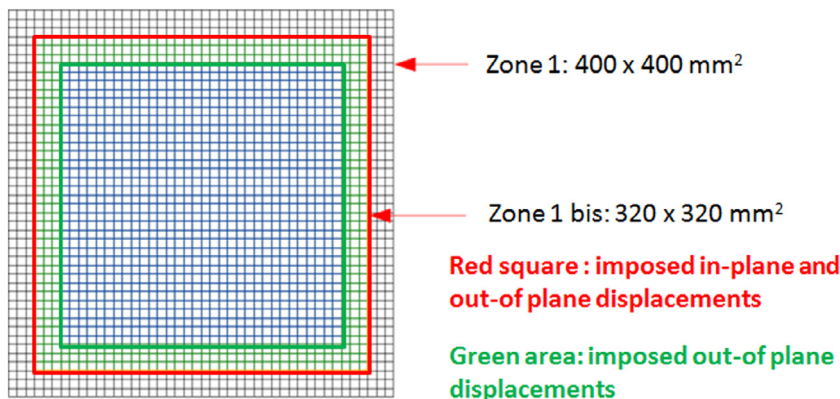 Zone 1: 400 x 400 mm²
Zone 1 bis: 320 x 320 mm²
Red square : imposed in-plane and
out-of plane displacements
Green area: imposed out-of plane
displacements